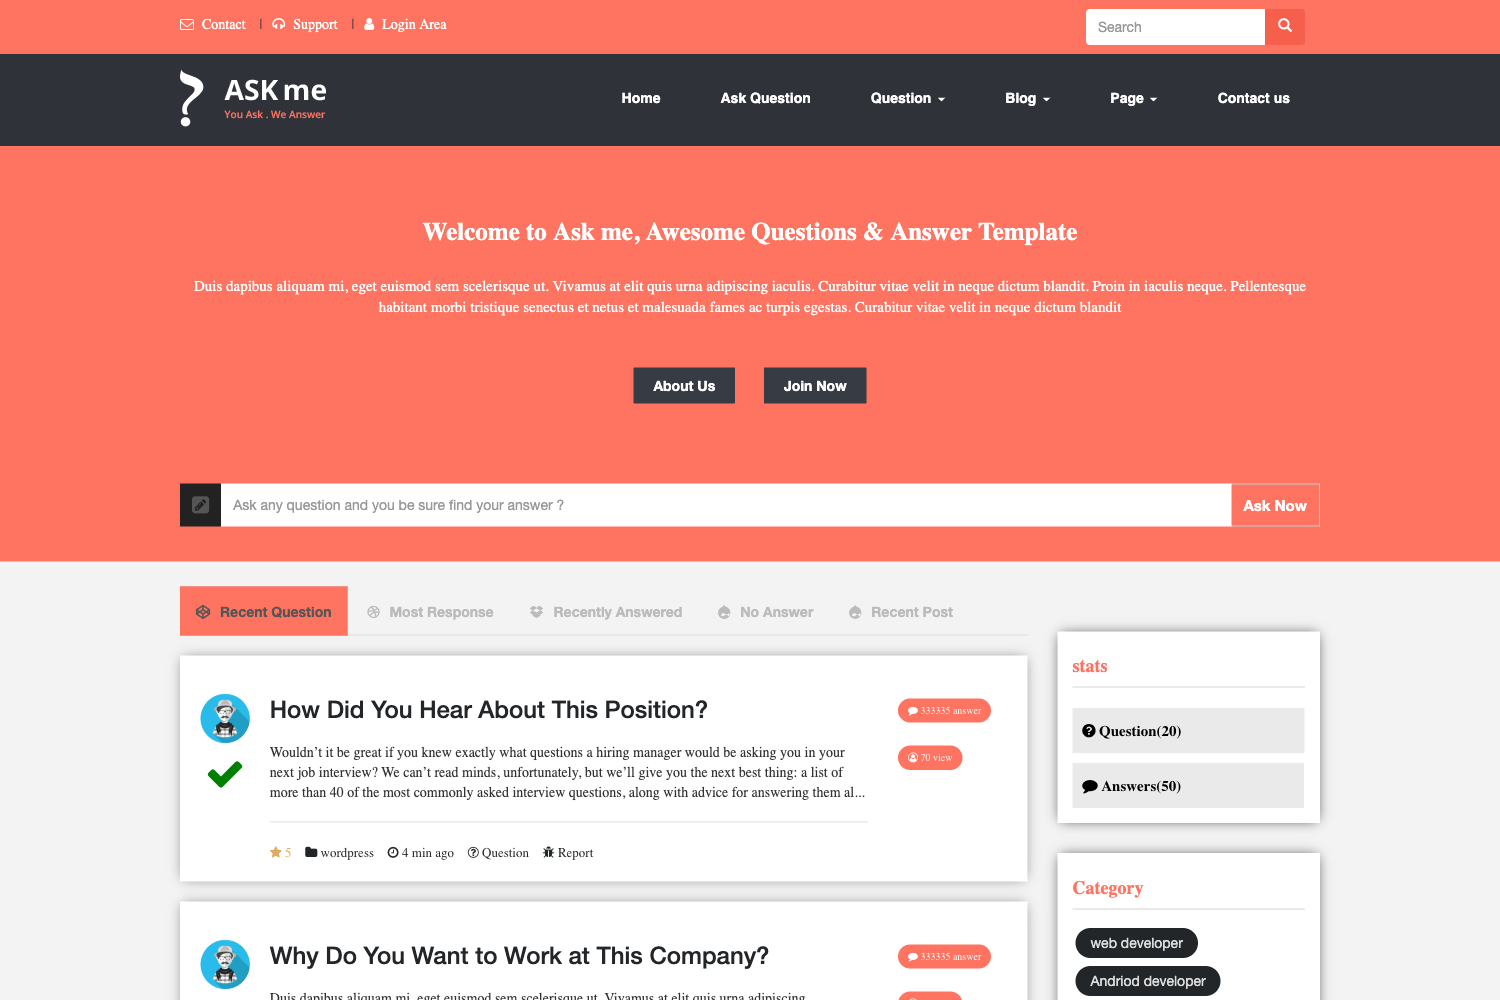 Contact | Support | Login Area
Search
ASK me
You Ask . We Answer
Home Ask Question Question Blog Page Contact us
Welcome to Ask me, Awesome Questions & Answer Template
Duis dapibus aliquam mi, eget euismod sem scelerisque ut. Vivamus at elit quis urna adipiscing iaculis. Curabitur vitae velit in neque dictum blandit. Proin in iaculis neque. Pellentesque
habitant morbi tristique senectus et netus et malesuada fames ac turpis egestas. Curabitur vitae velit in neque dictum blandit
About Us Join Now
Ask any question and you be sure find your answer ?
Ask Now
Recent Question Most Response Recently Answered No Answer Recent Post
How Did You Hear About This Position?
333335 answer
Wouldn’t it be great if you knew exactly what questions a hiring manager would be asking you in your
next job interview? We can’t read minds, unfortunately, but we’ll give you the next best thing: a list of
more than 40 of the most commonly asked interview questions, along with advice for answering them al...
70 view
5 wordpress 4 min ago Question Report
Why Do You Want to Work at This Company?
333335 answer
Duis dapibus aliquam mi, eget euismod sem scelerisque ut. Vivamus at elit quis urna adipiscing
stats
Question(20)
Answers(50)
Category
web developer
Andriod developer